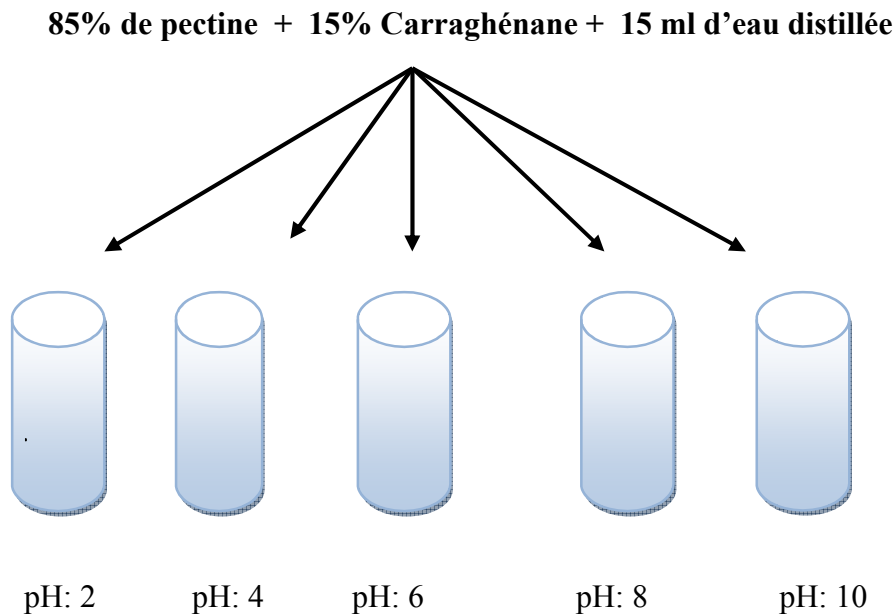 85% de pectine + 15% Carraghénane + 15 ml d’eau distillée
pH: 2 pH: 4 pH: 6 pH: 8 pH: 10